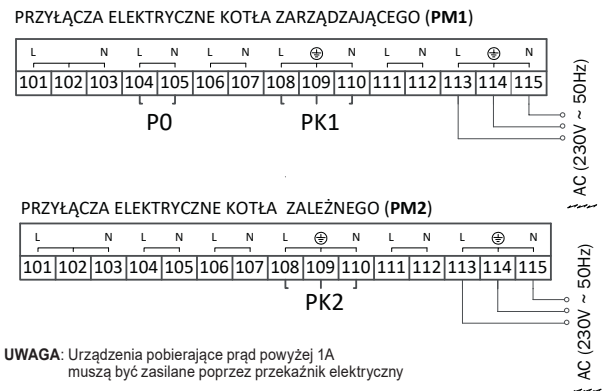 PRZYŁĄCZA ELEKTRYCZNE KOTŁA ZARZĄDZAJĄCEGO (PM1)
L N L N L N L N L N L N
101 102 103 104 105 106 107 108 109 110 111 112 113 114 115
P0 PK1
AC (230V ~ 50Hz)
PRZYŁĄCZA ELEKTRYCZNE KOTŁA ZALEŻNEGO (PM2)
L N L N L N L N L N L N
101 102 103 104 105 106 107 108 109 110 111 112 113 114 115
PK2
AC (230V ~ 50Hz)
UWAGA: Urządzenia pobierające prąd powyżej 1A
muszą być zasilane poprzez przekaźnik elektryczny